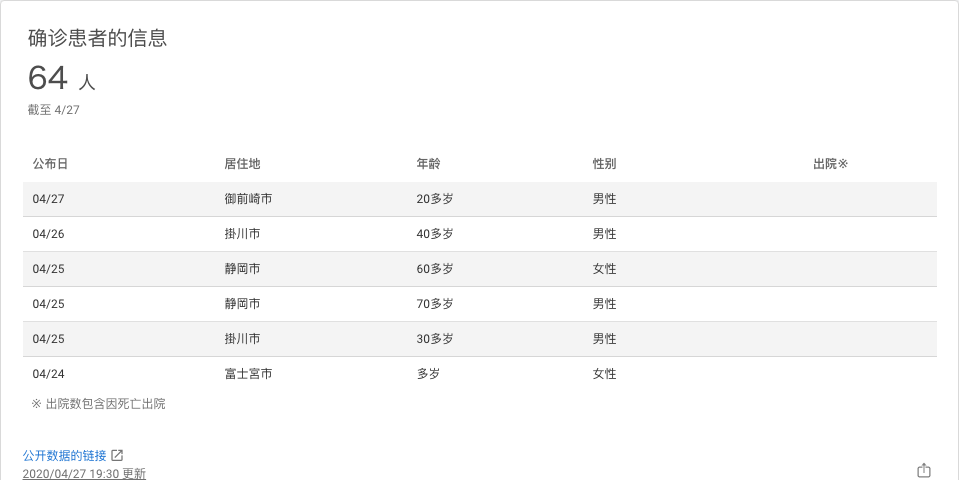 确诊患者的信息
64 人
截至 4/27
公布日 居住地 年龄 性别 出院※
04/27 御前崎市 20多岁 男性
04/26 掛川市 40多岁 男性
04/25 静岡市 60多岁 女性
04/25 静岡市 70多岁 男性
04/25 掛川市 30多岁 男性
04/24 富士宮市 多岁 女性
※ 出院数包含因死亡出院
公开数据的链接
2020/04/27 19:30 更新